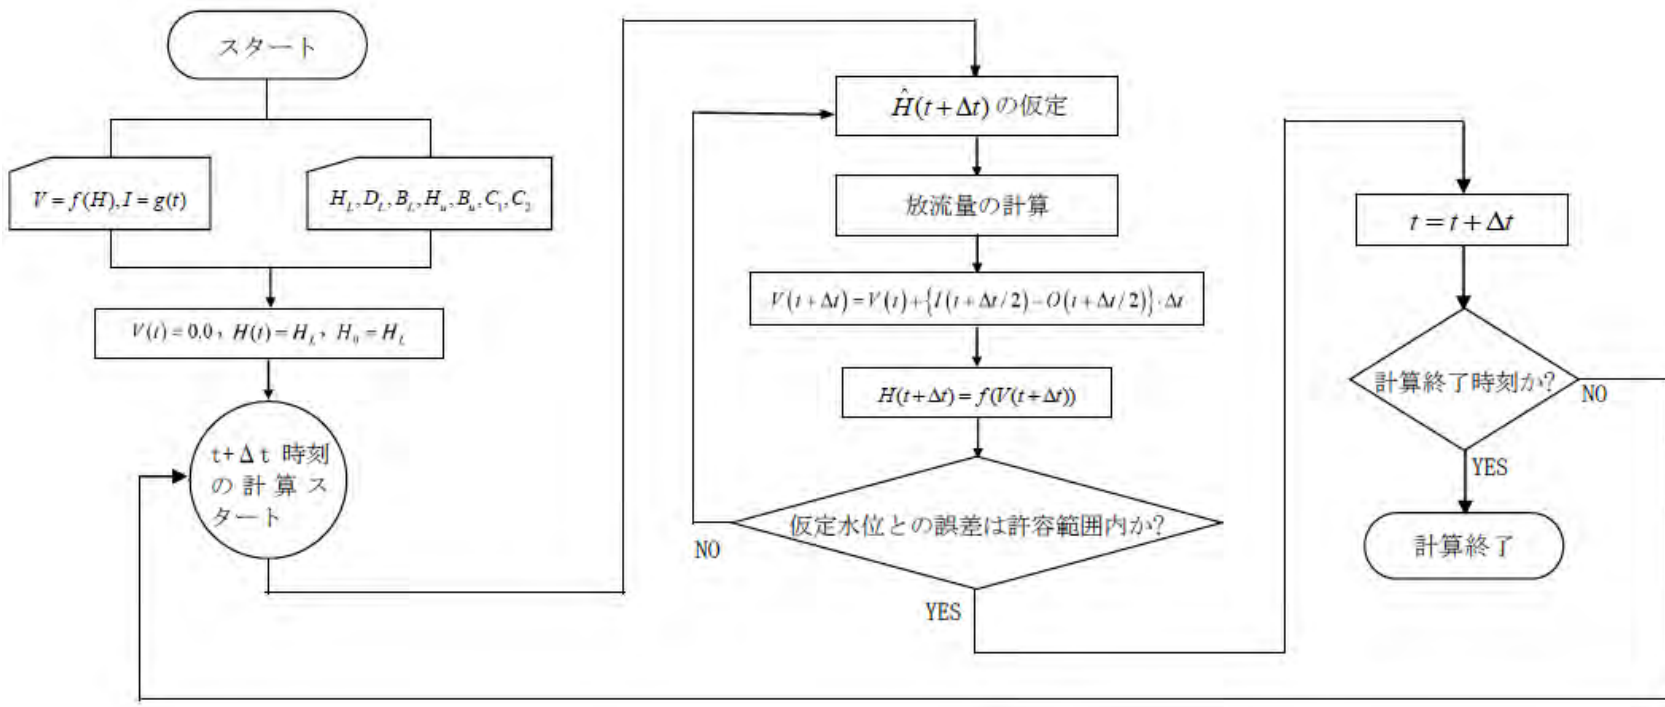 スタート
V = f(H), I = g(t)
H_L, D_L, B_L, H_u, B_u, C_1, C_2
V(t) = 0.0, H(t) = H_L, H_0 = H_L
t+Δt 時刻
の計算ス
タート
Ĥ(t+Δt)の仮定
放流量の計算
V(t+Δt) = V(t)+{I(t+Δt/2)-O(t+Δt/2)}·Δt
H(t+Δt) = f(V(t+Δt))
仮定水位との誤差は許容範囲内か?
NO
YES
t = t + Δt
計算終了時刻か?
NO
YES
計算終了